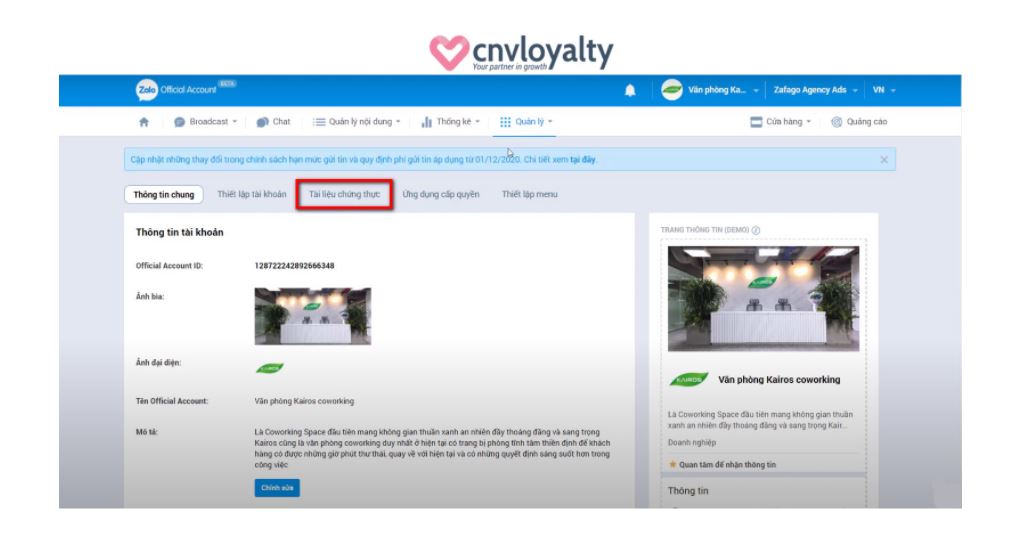 cnvloyalty
Your partner in growth
Zalo Official Account BETA
Văn phòng Ka...
Zafago Agency Ads
VN
Broadcast
Chat
Quản lý nội dung
Thống kê
Quản lý
Cửa hàng
Quảng cáo
Cập nhật những thay đổi trong chính sách hạn mức gửi tin và quy định phí gửi tin áp dụng từ 01/12/2020. Chi tiết xem tại đây.
Thông tin chung
Thiết lập tài khoản
Tài liệu chứng thực
Ứng dụng cấp quyền
Thiết lập menu
Thông tin tài khoản
Official Account ID: 128722242892666348
Ảnh bìa:
KAIROS
Ảnh đại diện:
KAIROS
Tên Official Account: Văn phòng Kairos coworking
Mô tả: Là Coworking Space đầu tiên mang không gian thuần xanh an nhiên đầy thoáng đãng và sang trọng
Kairos cũng là văn phòng coworking duy nhất ở hiện tại có trang bị phòng tĩnh tâm thiền định để khách
hàng có được những giờ phút thư thái, quay về với hiện tại và có những quyết định sáng suốt hơn trong
công việc
Chỉnh sửa
TRANG THÔNG TIN (DEMO)
KAIROS
KAIROS
Văn phòng Kairos coworking
Là Coworking Space đầu tiên mang không gian thuần
xanh an nhiên đầy thoáng đãng và sang trọng Kair...
Doanh nghiệp
Quan tâm để nhận thông tin
Thông tin